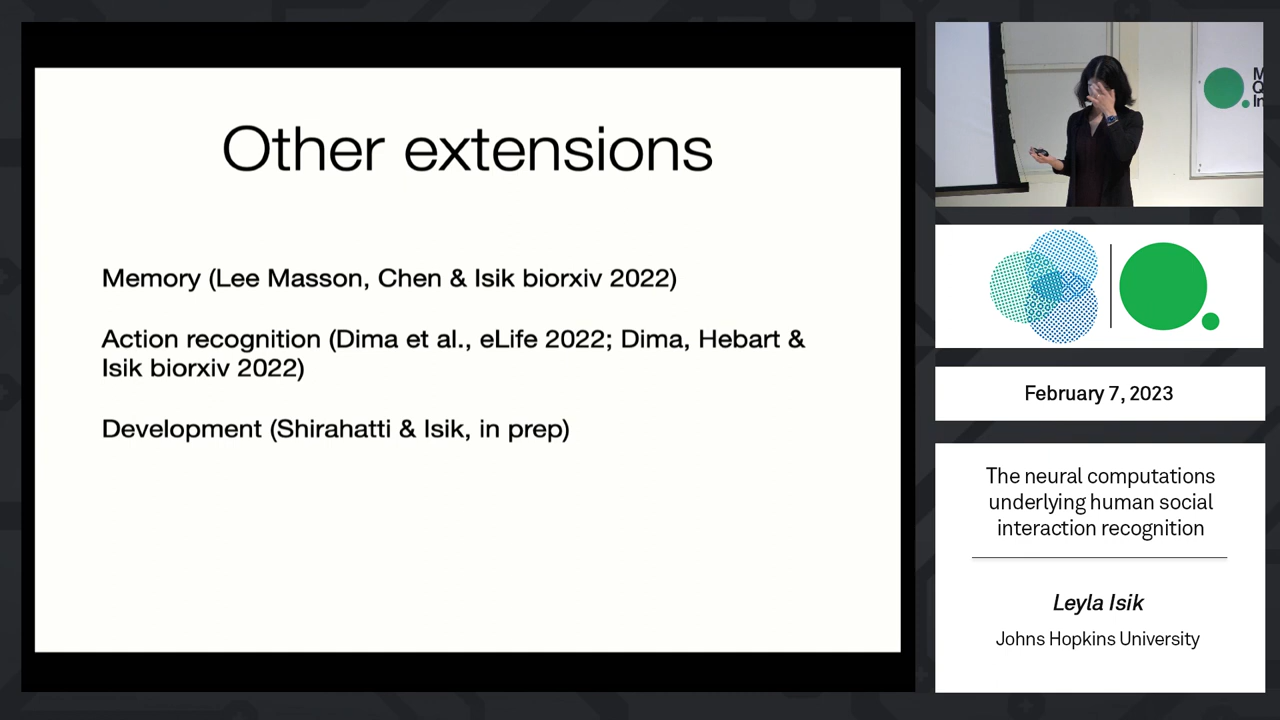 Other extensions
Memory (Lee Masson, Chen & Isik biorxiv 2022)
Action recognition (Dima et al., eLife 2022; Dima, Hebart &
Isik biorxiv 2022)
Development (Shirahatti & Isik, in prep)
M
Q
In
February 7, 2023
The neural computations
underlying human social
interaction recognition
Leyla Isik
Johns Hopkins University